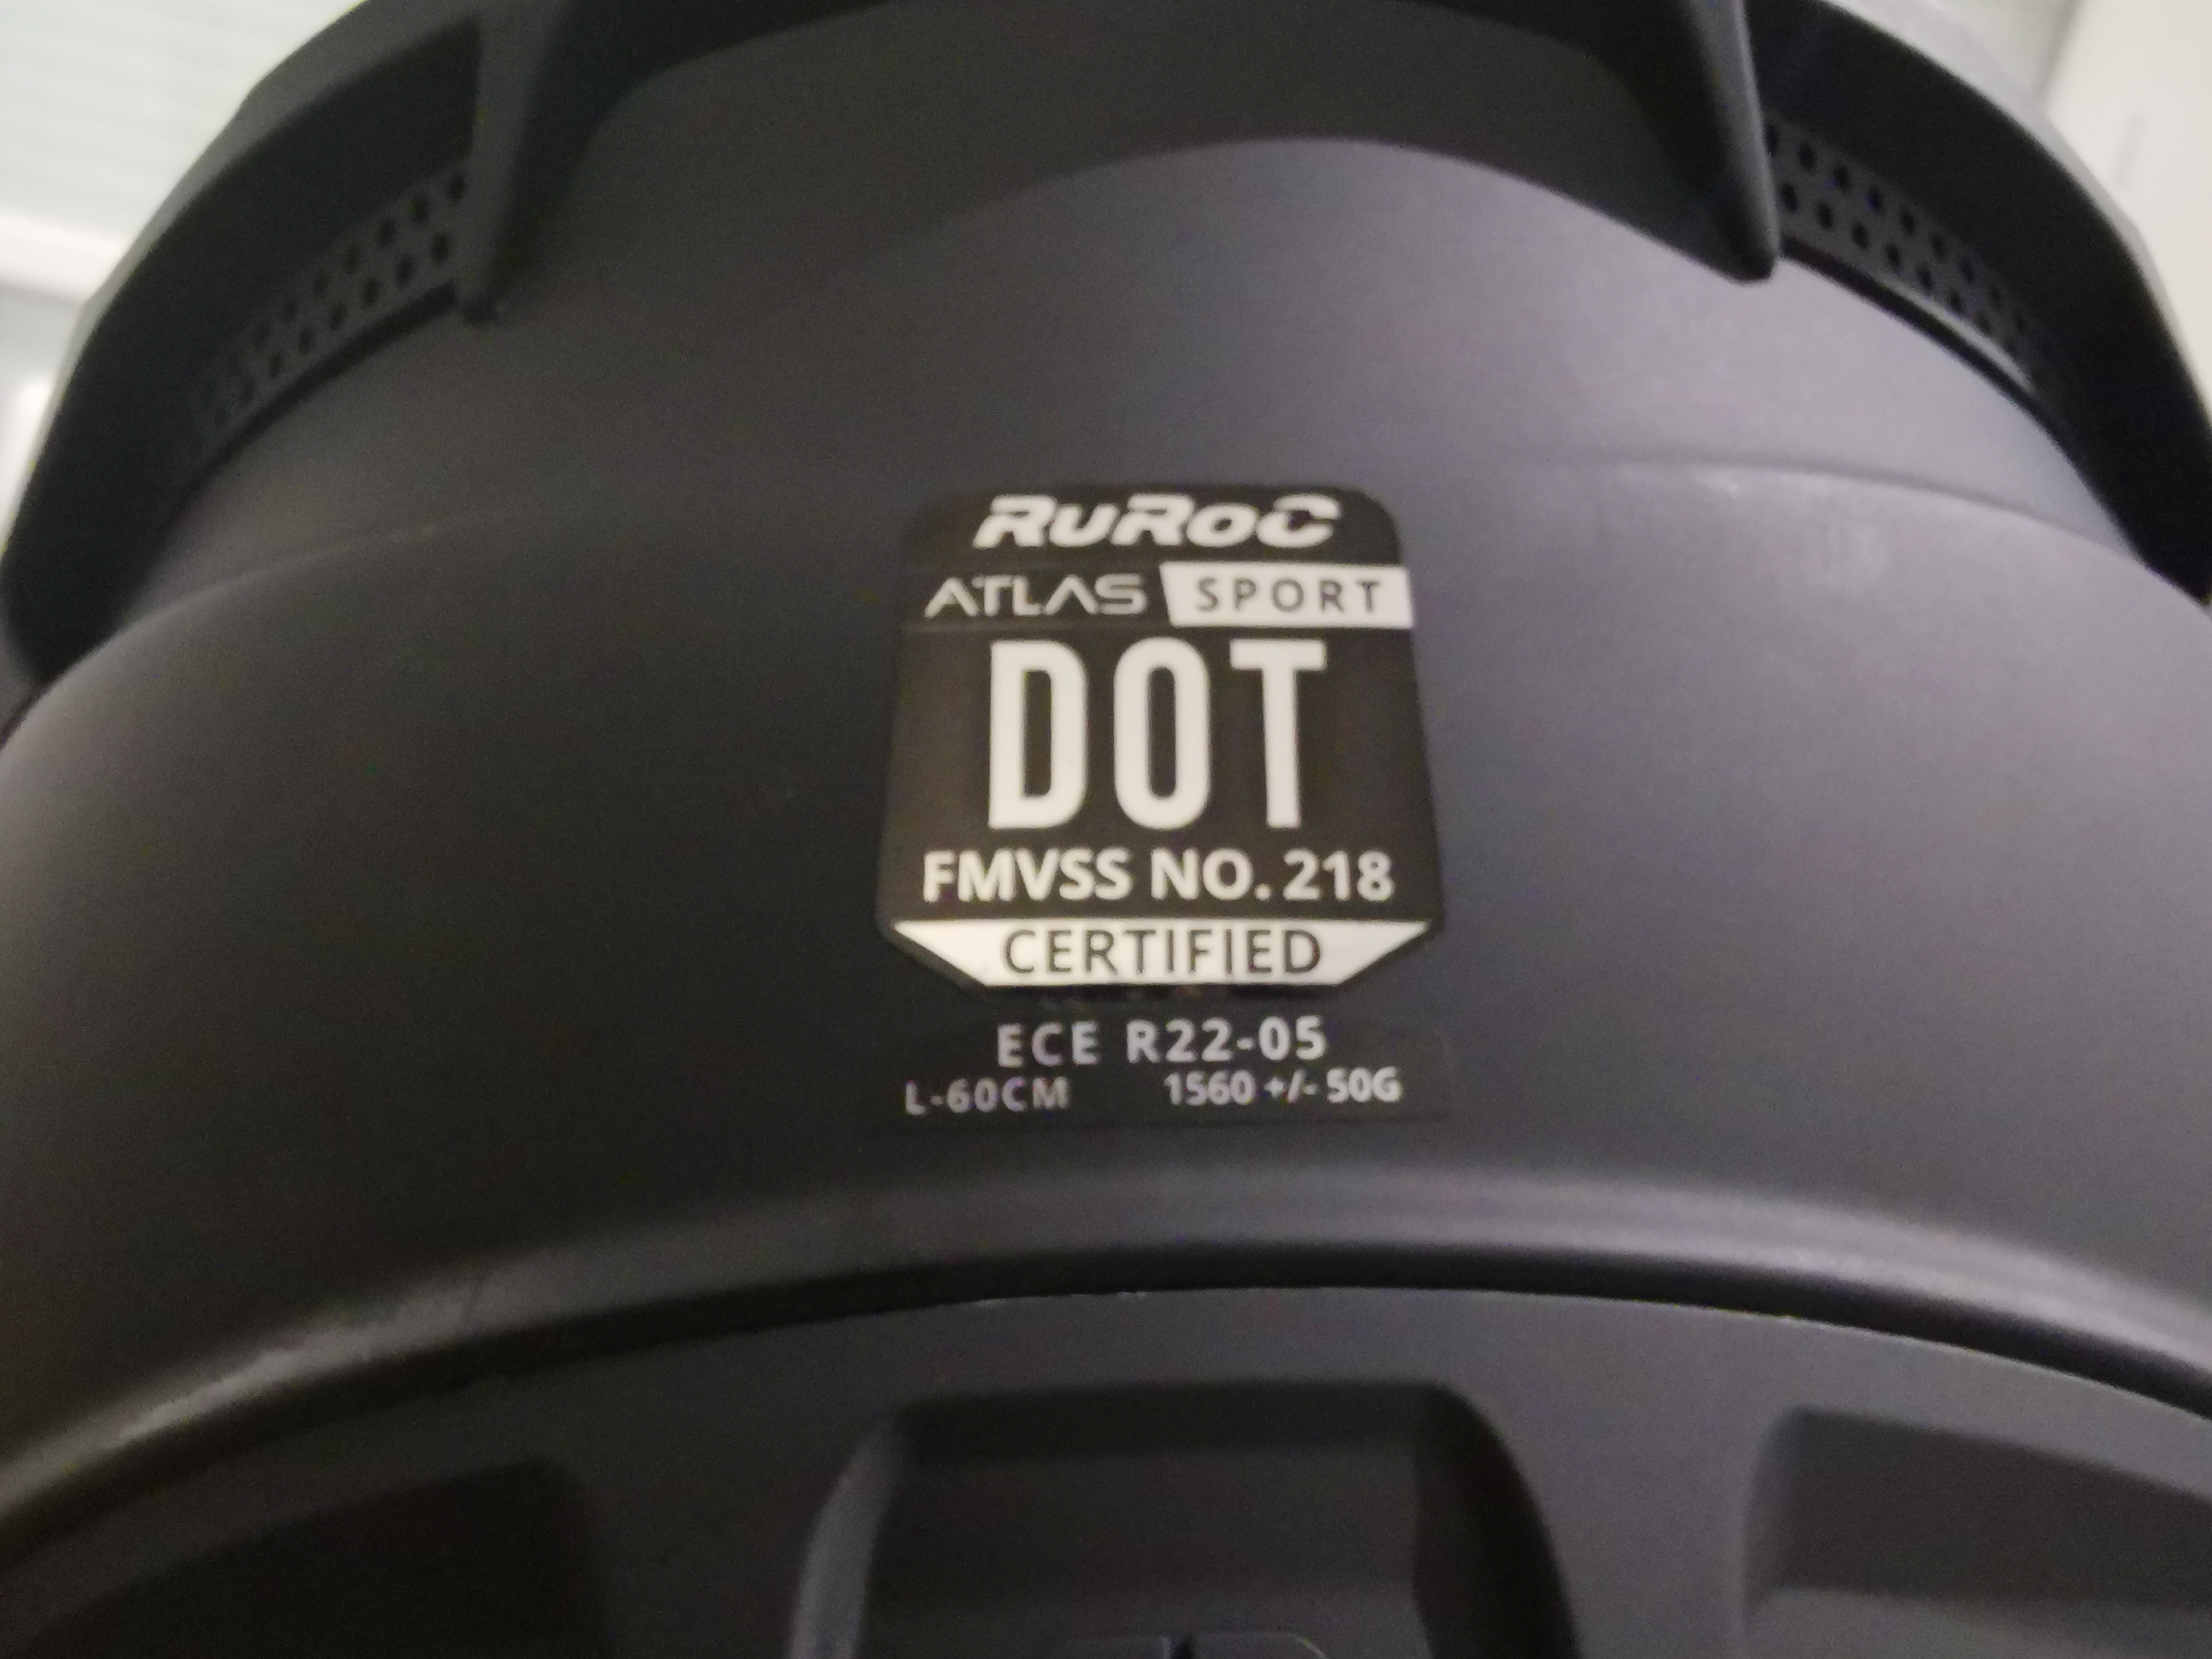 RUROC
ATLAS SPORT
DOT
FMVSS NO. 218
CERTIFIED
ECE R22-05
L-60CM 1560 +/- 50G